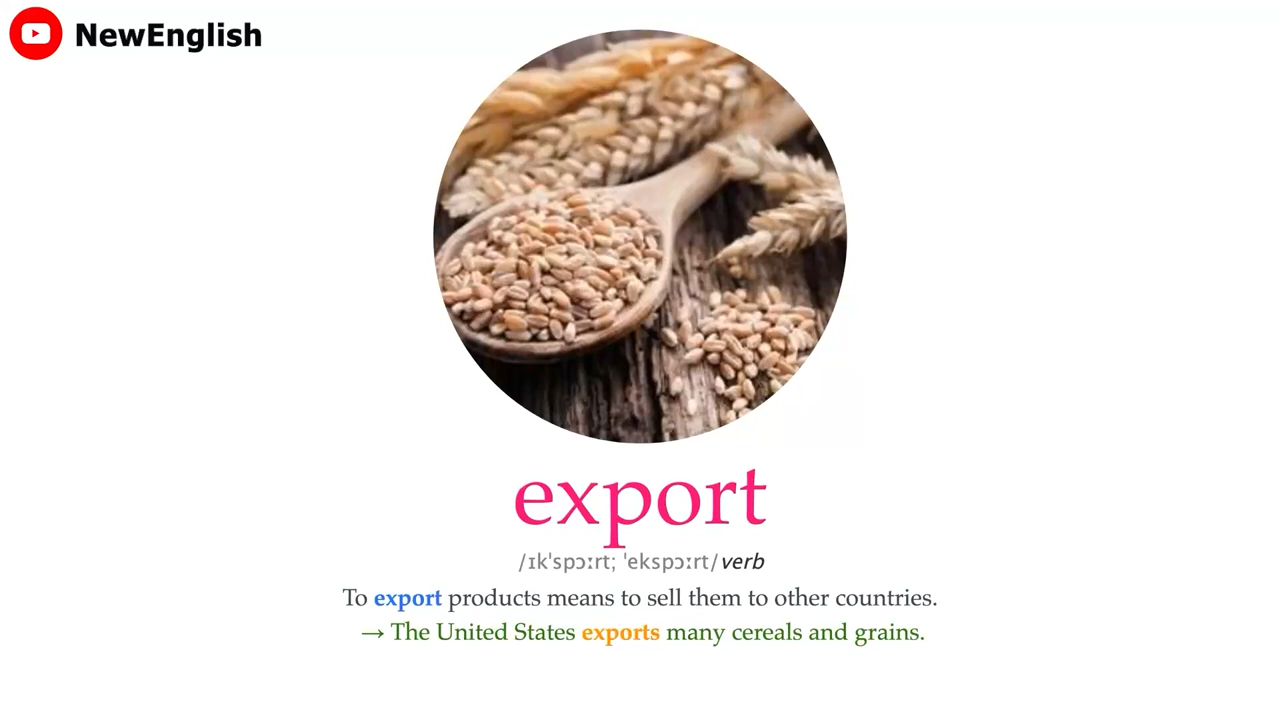 NewEnglish
export
/ɪkˈspɔːrt; ˈekspɔːrt/verb
To export products means to sell them to other countries.
→ The United States exports many cereals and grains.